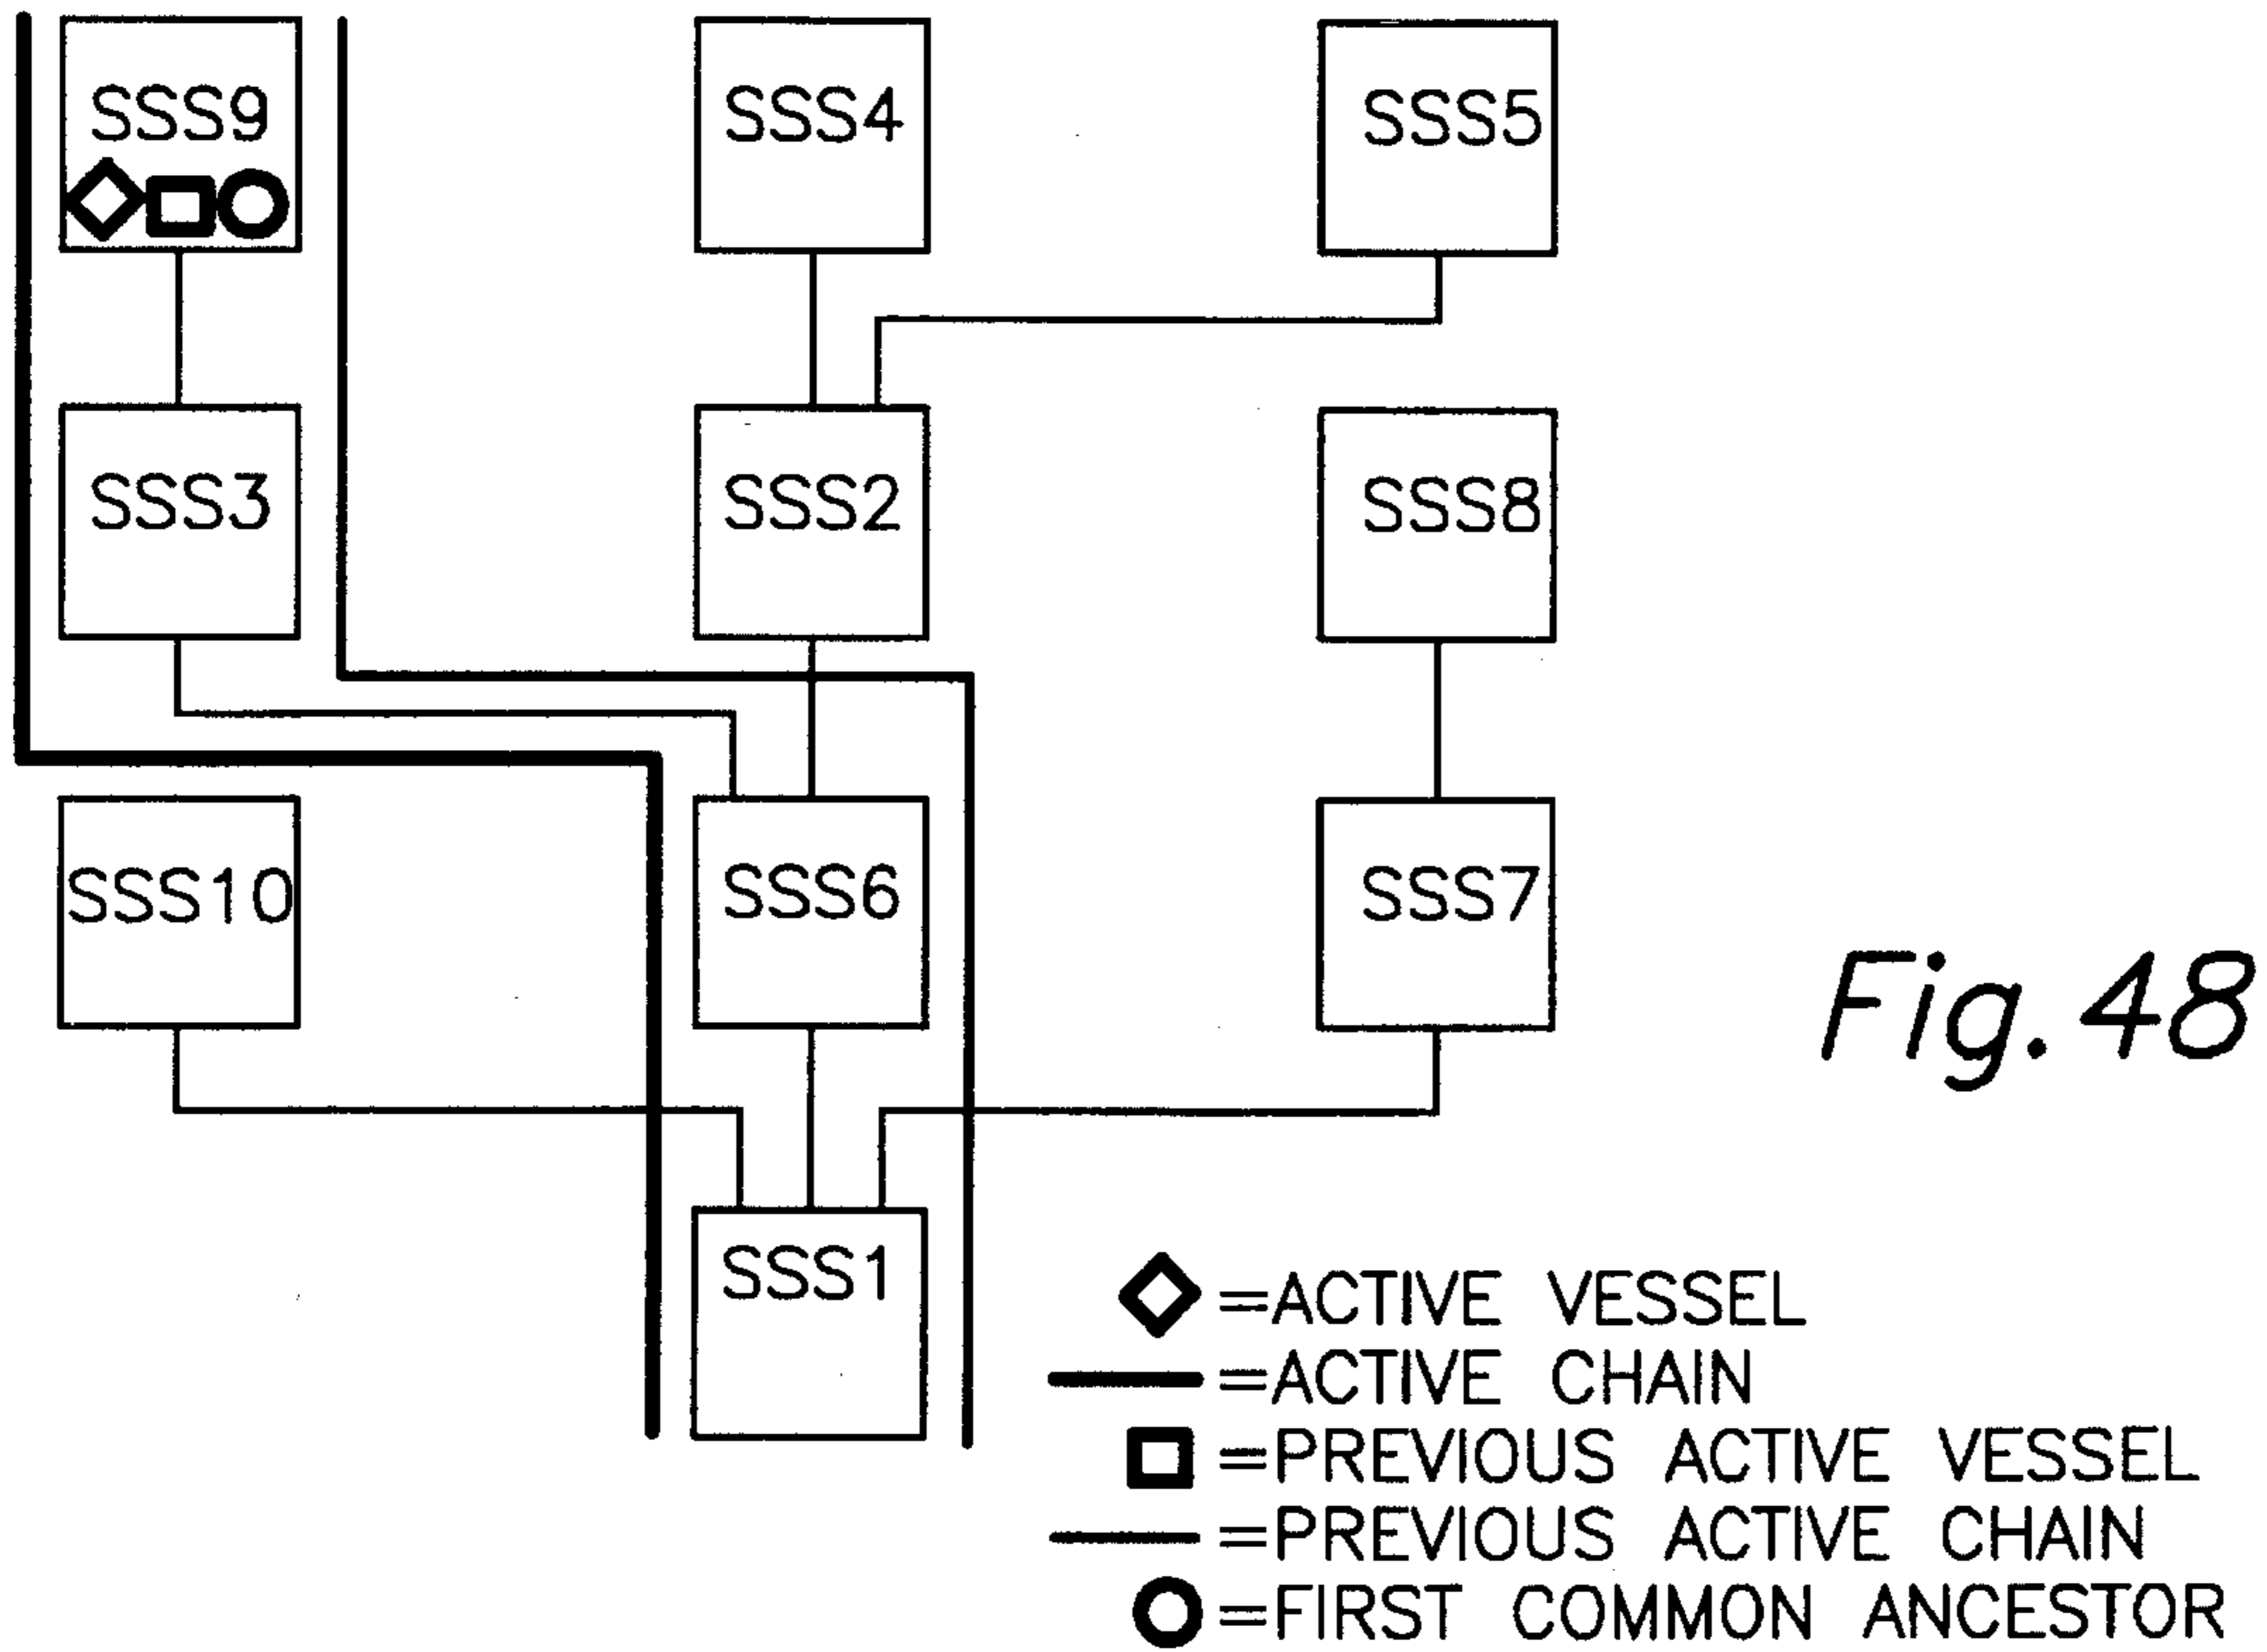 SSS9
SSS4
SSS5
SSS3
SSS2
SSS8
SSS10
SSS6
SSS7
Fig.48
SSS1
=ACTIVE VESSEL
=ACTIVE CHAIN
=PREVIOUS ACTIVE VESSEL
=PREVIOUS ACTIVE CHAIN
=FIRST COMMON ANCESTOR